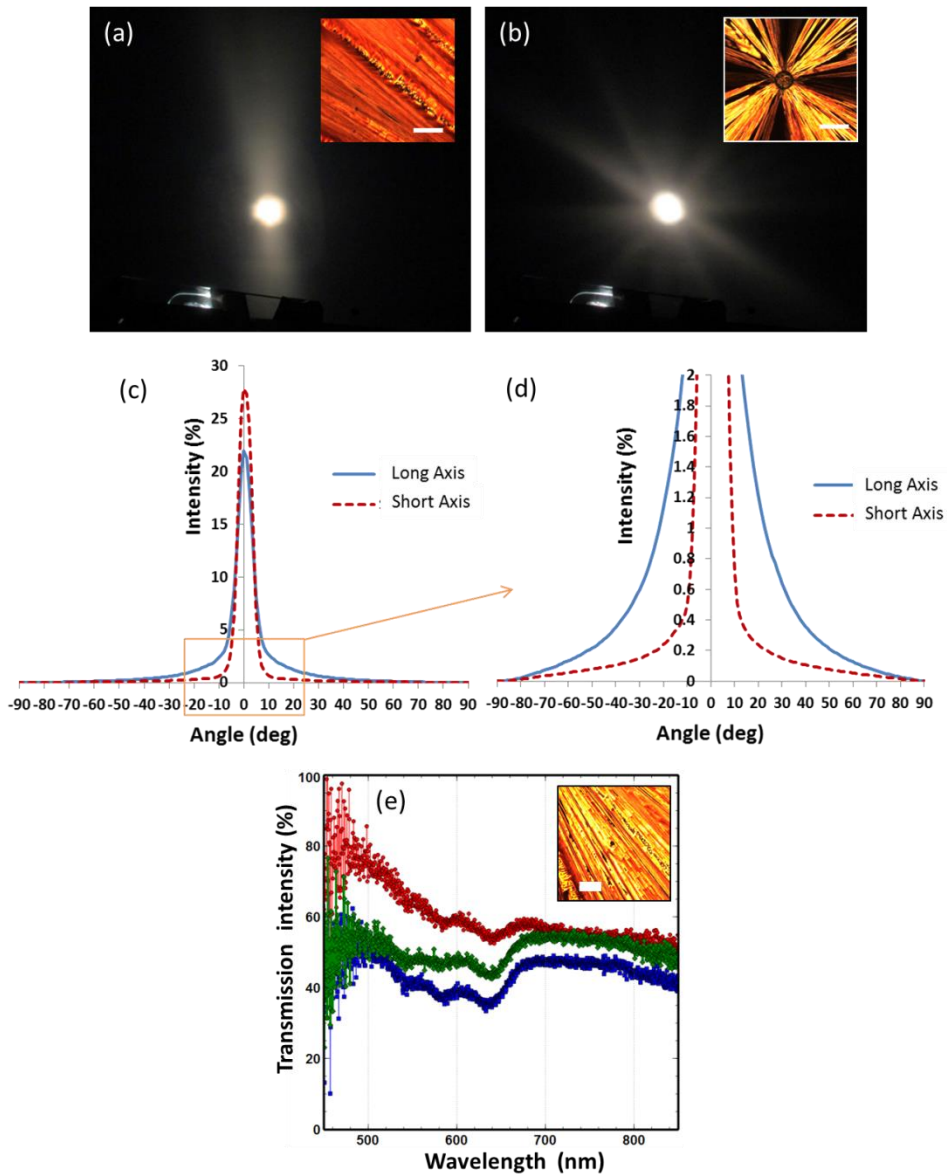 (a)
(b)
(c)
30
25
20
15
10
5
0
Intensity (%)
Long Axis
Short Axis
-90 -80 -70 -60 -50 -40 -30 -20 -10 0 10 20 30 40 50 60 70 80 90
Angle (deg)
(d)
2
1.8
1.6
1.4
1.2
1
0.8
0.6
0.4
0.2
0
Intensity (%)
Long Axis
Short Axis
-90 -80 -70 -60 -50 -40 -30 -20 -10 0 10 20 30 40 50 60 70 80 90
Angle (deg)
(e)
100
80
60
40
20
0
Transmission intensity (%)
500 600 700 800
Wavelength (nm)